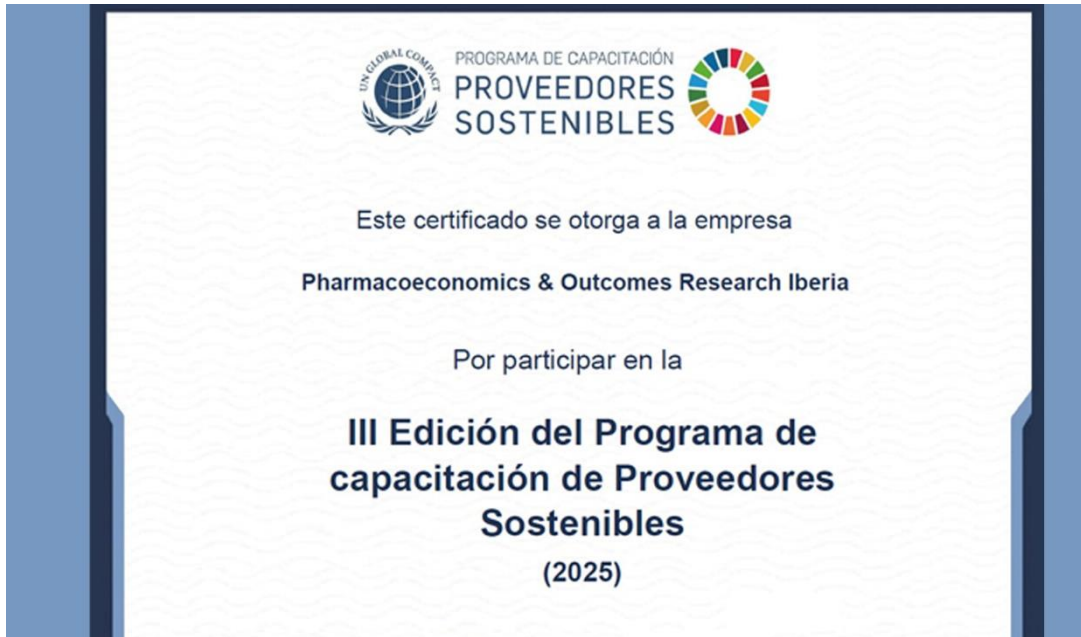 UN GLOBAL COMPACT
PROGRAMA DE CAPACITACIÓN
PROVEEDORES
SOSTENIBLES
Este certificado se otorga a la empresa
Pharmacoeconomics & Outcomes Research Iberia
Por participar en la
III Edición del Programa de
capacitación de Proveedores
Sostenibles
(2025)